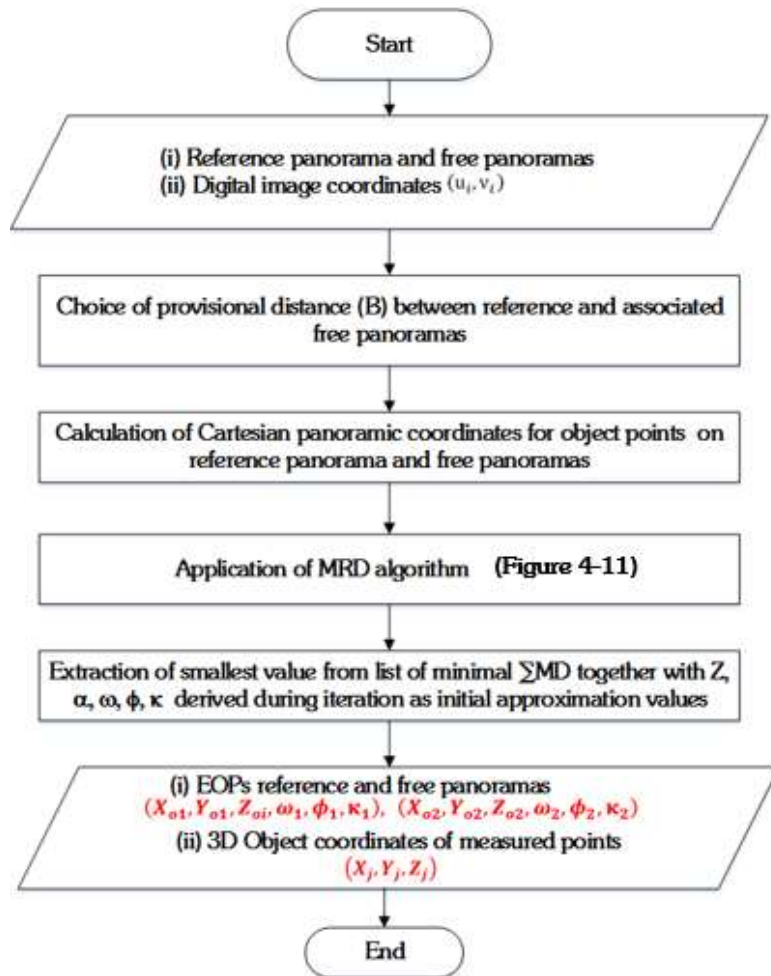 Start
(i) Reference panorama and free panoramas
(ii) Digital image coordinates (uᵢ,vᵢ)
Choice of provisional distance (B) between reference and associated
free panoramas
Calculation of Cartesian panoramic coordinates for object points on
reference panorama and free panoramas
Application of MRD algorithm (Figure 4-11)
Extraction of smallest value from list of minimal ∑MD together with Z,
α, ω, ϕ, κ derived during iteration as initial approximation values
(i) EOPs reference and free panoramas
(Xₒ₁,Yₒ₁,Zₒᵢ,ω₁,ϕ₁,κ₁), (Xₒ₂,Yₒ₂,Zₒ₂,ω₂,ϕ₂,κ₂)
(ii) 3D Object coordinates of measured points
(Xⱼ,Yⱼ,Zⱼ)
End